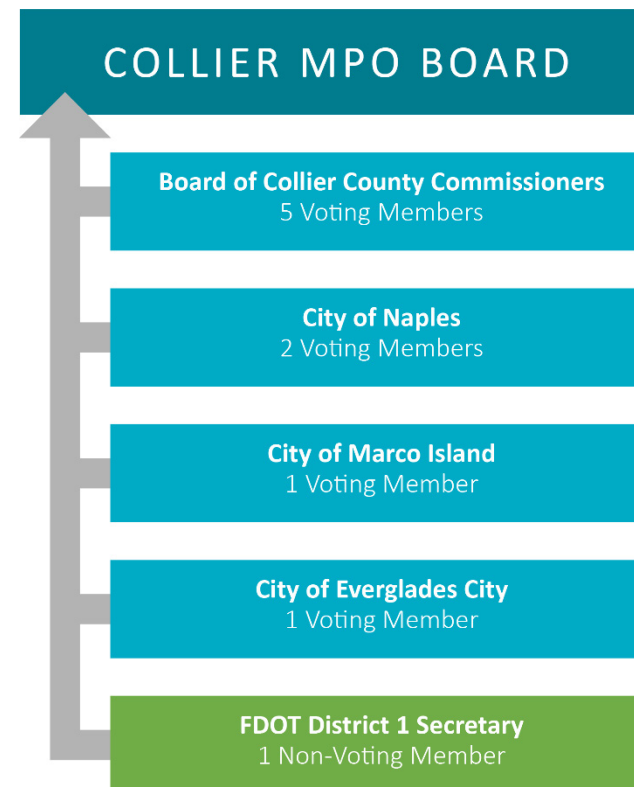 COLLIER MPO BOARD
Board of Collier County Commissioners
5 Voting Members
City of Naples
2 Voting Members
City of Marco Island
1 Voting Member
City of Everglades City
1 Voting Member
FDOT District 1 Secretary
1 Non-Voting Member